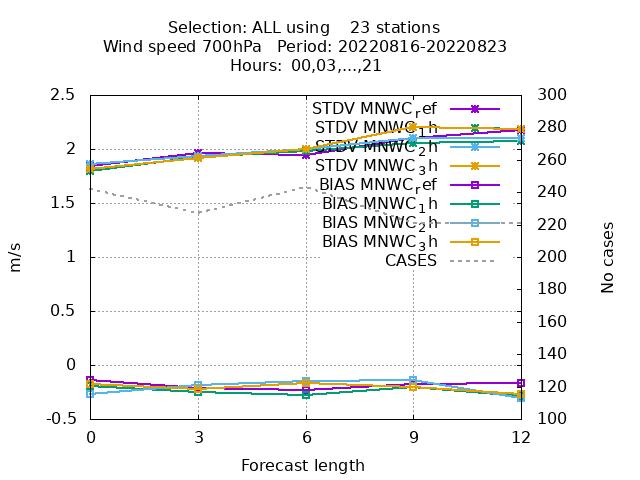 Selection: ALL using 23 stations
Wind speed 700hPa Period: 20220816-20220823
Hours: 00,03,...,21
2.5
2
1.5
1
0.5
0
-0.5
m/s
300
280
260
240
220
200
180
160
140
120
100
No cases
STDV MNWC_ref
STDV MNWC_1h
STDV MNWC_2h
STDV MNWC_3h
BIAS MNWC_ref
BIAS MNWC_1h
BIAS MNWC_2h
BIAS MNWC_3h
CASES
0 3 6 9 12
Forecast length